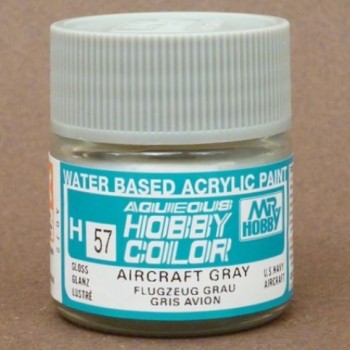 WATER BASED ACRYLIC PAINT
AQUEOUS
HOBBY
COLOR
H 57
MR.
HOBBY
GLOSS
GLANZ
LUSTRÉ
AIRCRAFT GRAY
FLUGZEUG GRAU
GRIS AVION
U.S. NAVY
AIRCRAFT